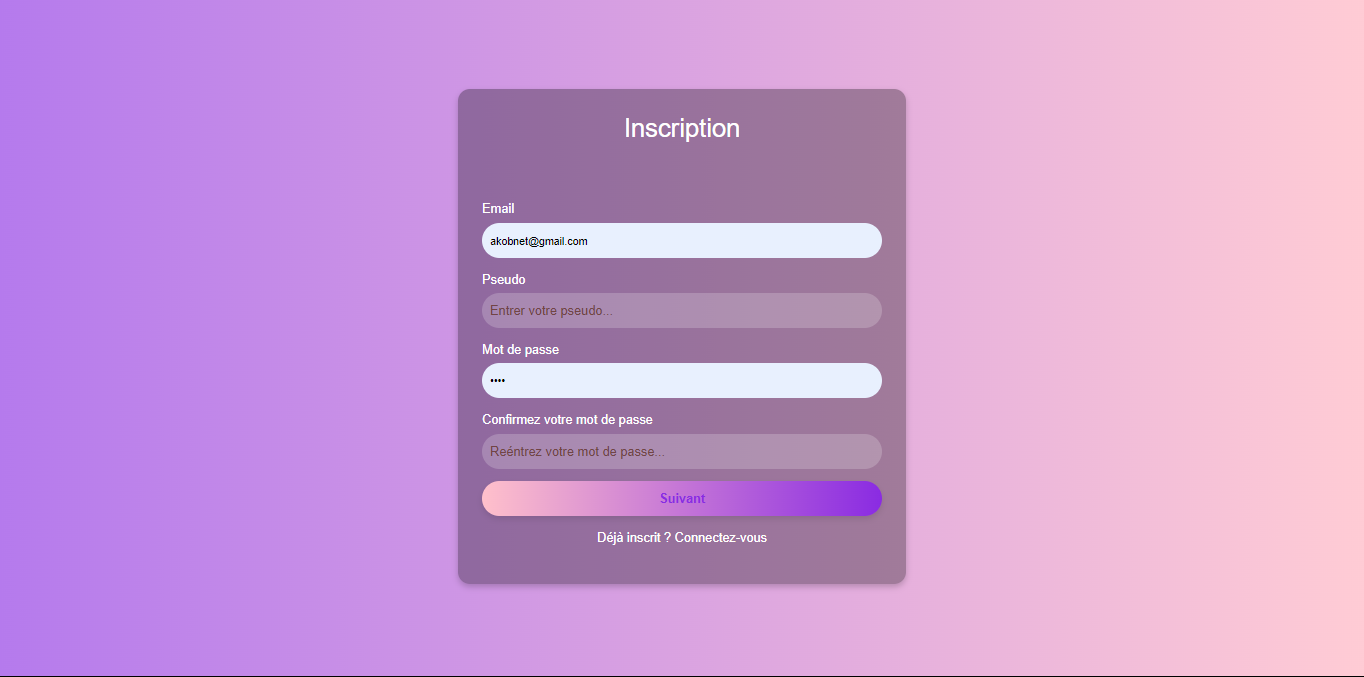 Inscription
Email
akobnet@gmail.com
Pseudo
Entrer votre pseudo...
Mot de passe
••••
Confirmez votre mot de passe
Reéntrez votre mot de passe...
Suivant
Déjà inscrit ? Connectez-vous